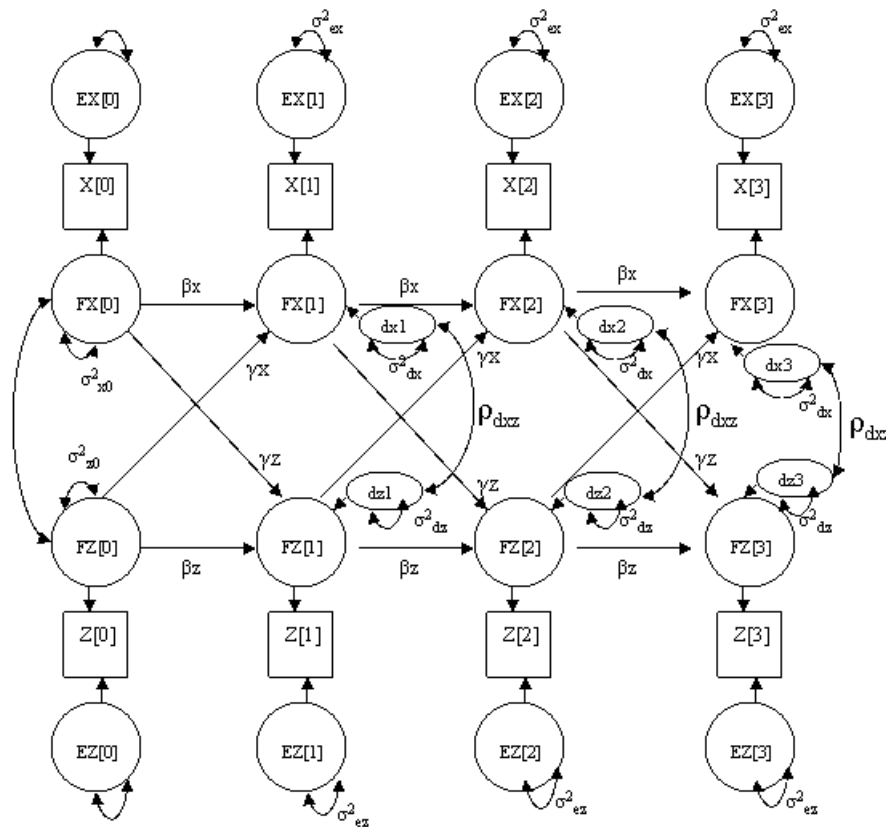 σ²ex σ²ex σ²ex
EX[0] EX[1] EX[2] EX[3]
X[0] X[1] X[2] X[3]
βx βx βx
FX[0] FX[1] FX[2] FX[3]
dx1 dx2
σ²x0 γx σ²dx γx σ²dx γx dx3
σ²dx
ρdxz ρdxz ρdxz
σ²z0 γz γz γz
dz1 dz2 dz3
σ²dz σ²dz σ²dz
FZ[0] FZ[1] FZ[2] FZ[3]
βz βz βz
Z[0] Z[1] Z[2] Z[3]
EZ[0] EZ[1] EZ[2] EZ[3]
σ²ez σ²ez σ²ez